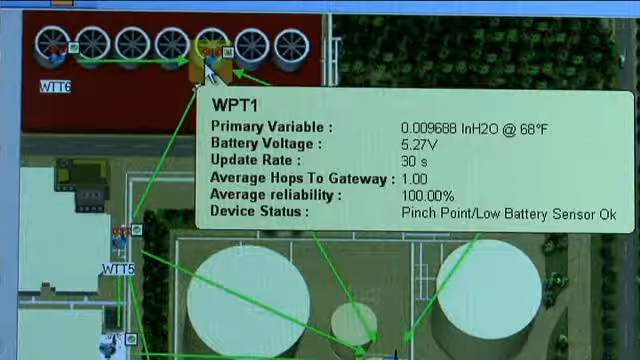 WTT6
WPT1
Primary Variable : 0.009688 InH2O @ 68°F
Battery Voltage : 5.27V
Update Rate : 30 s
Average Hops To Gateway : 1.00
Average reliability : 100.00%
Device Status : Pinch Point/Low Battery Sensor Ok
WTT5